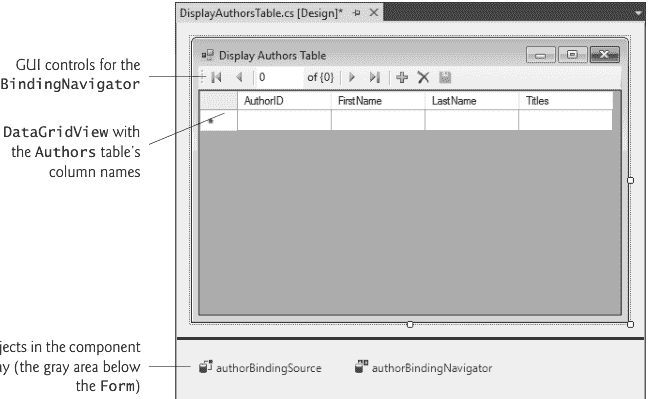 DisplayAuthorsTable.cs [Design]*
Display Authors Table
GUI controls for the
BindingNavigator
0 of {0}
AuthorID FirstName LastName Titles
DataGridView with
the Authors table's
column names
jects in the component
ay (the gray area below
the Form)
authorBindingSource authorBindingNavigator